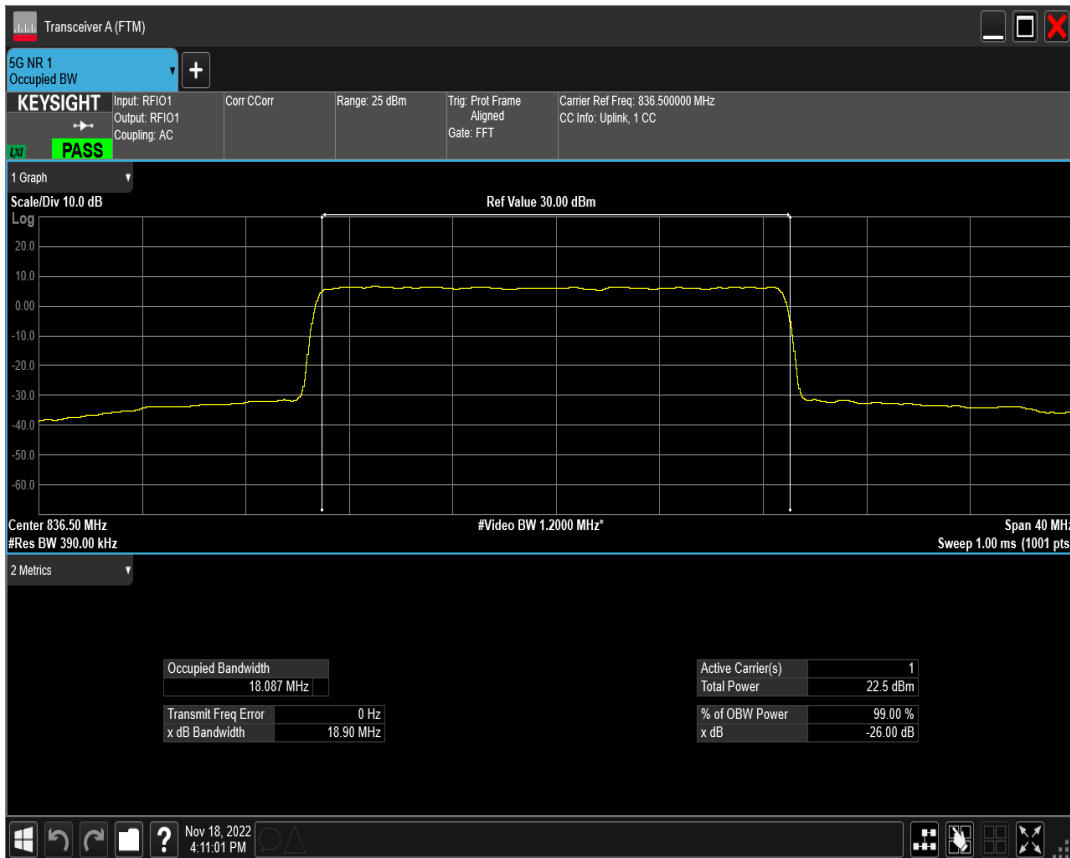 Transceiver A (FTM)
5G NR 1
Occupied BW
+
KEYSIGHT
LXI
PASS
Input: RFIO1
Output: RFIO1
Coupling: AC
Corr CCorr
Range: 25 dBm
Trig: Prot Frame
Aligned
Gate: FFT
Carrier Ref Freq: 836.500000 MHz
CC Info: Uplink, 1 CC
1 Graph
Scale/Div 10.0 dB
Ref Value 30.00 dBm
Log
20.0
10.0
0.00
-10.0
-20.0
-30.0
-40.0
-50.0
-60.0
Center 836.50 MHz
#Video BW 1.2000 MHz*
Span 40 MHz
#Res BW 390.00 kHz
Sweep 1.00 ms (1001 pts
2 Metrics
Occupied Bandwidth
18.087 MHz
Transmit Freq Error 0 Hz
x dB Bandwidth 18.90 MHz
Active Carrier(s) 1
Total Power 22.5 dBm
% of OBW Power 99.00 %
x dB -26.00 dB
?
Nov 18, 2022
4:11:01 PM